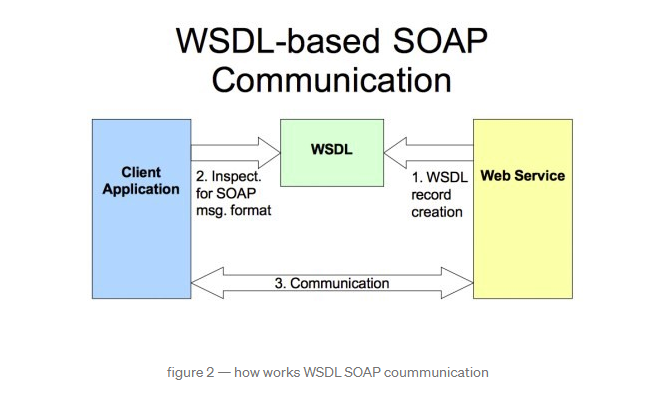 WSDL-based SOAP
Communication
WSDL
Client
Application
2. Inspect.
for SOAP
msg. format
1. WSDL
record
creation
Web Service
3. Communication
figure 2 — how works WSDL SOAP coummunication